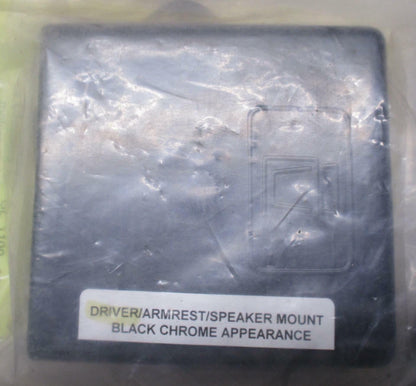 DRIVER/ARMREST/SPEAKER MOUNT
BLACK CHROME APPEARANCE